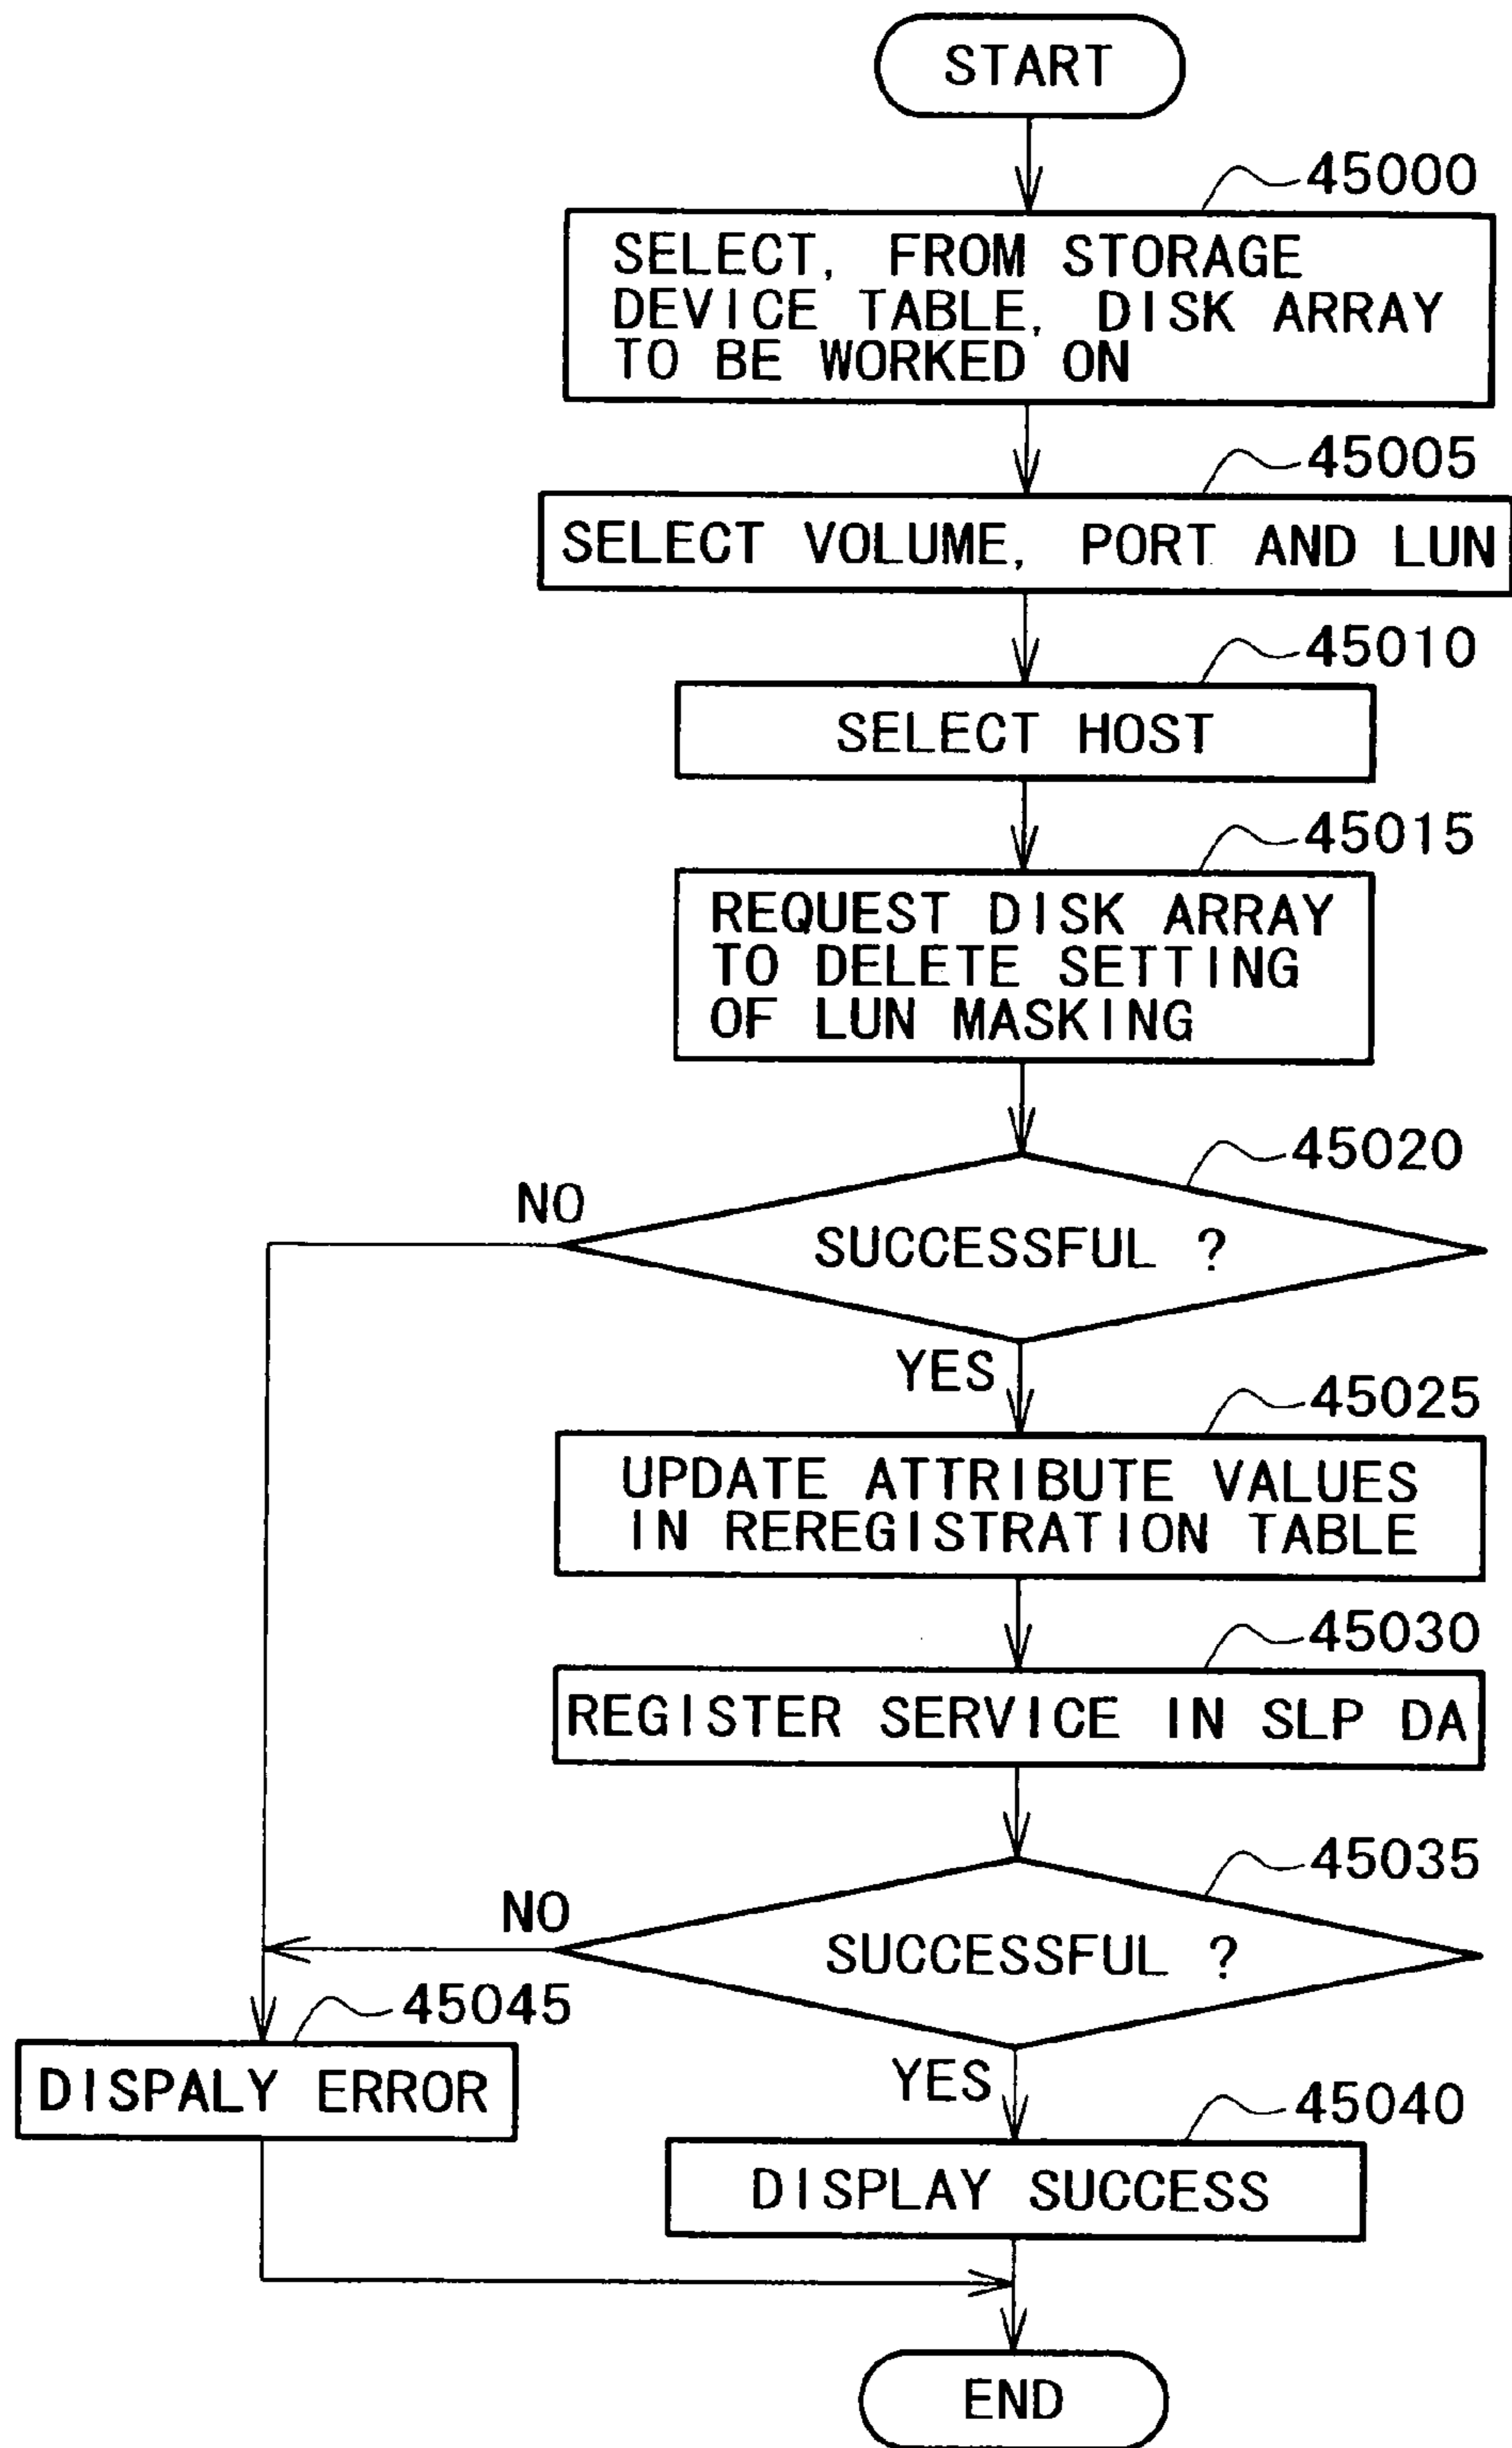 START
45000
SELECT, FROM STORAGE
DEVICE TABLE, DISK ARRAY
TO BE WORKED ON
45005
SELECT VOLUME, PORT AND LUN
45010
SELECT HOST
45015
REQUEST DISK ARRAY
TO DELETE SETTING
OF LUN MASKING
45020
NO
SUCCESSFUL ?
YES
45025
UPDATE ATTRIBUTE VALUES
IN REREGISTRATION TABLE
45030
REGISTER SERVICE IN SLP DA
45035
NO
SUCCESSFUL ?
45045
DISPALY ERROR
YES
45040
DISPLAY SUCCESS
END